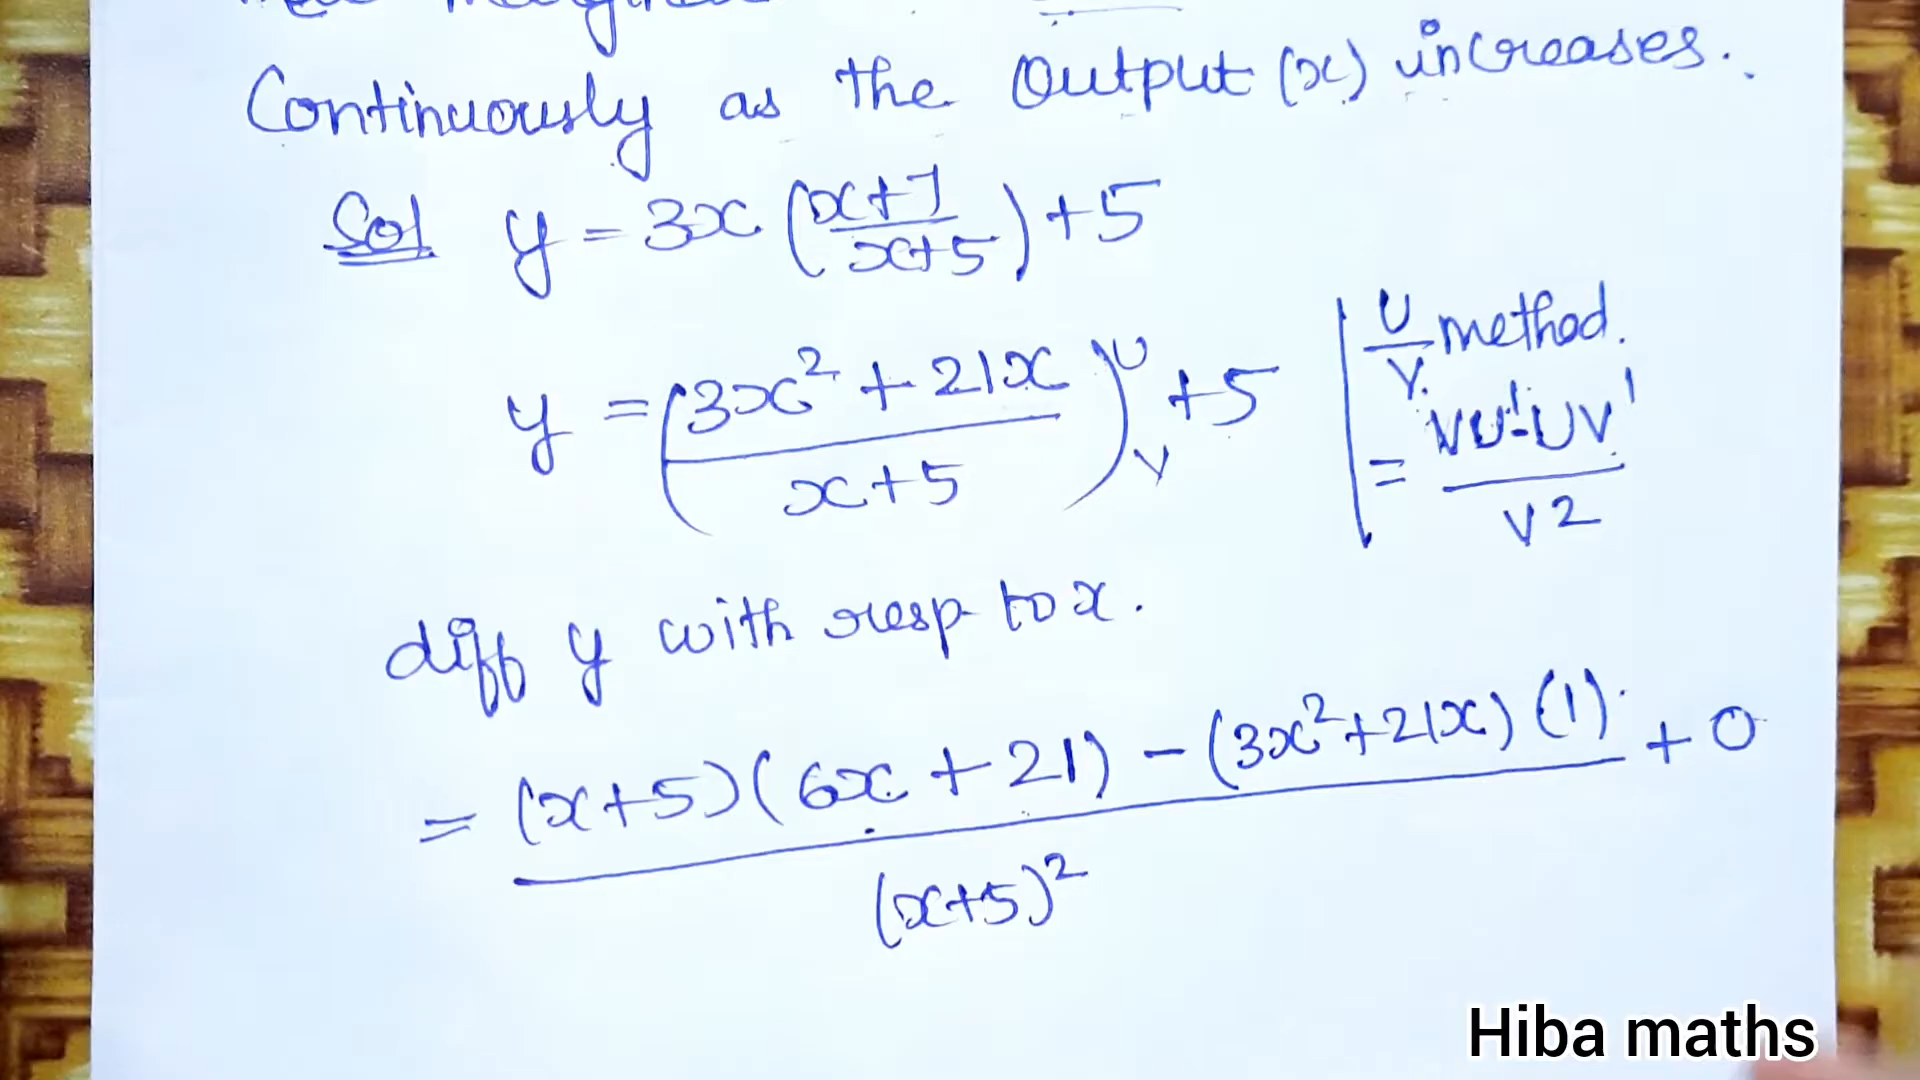 Continuously as the Output (x) increases.
Sol y = 3x (x+7/x+5) + 5
y = (3x² + 21x / x+5) U V + 5
U/V method.
= VU' - UV' / V2
diff y with resp to x.
= (x+5)(6x + 21) - (3x² + 21x)(1) / (x+5)² + 0
Hiba maths